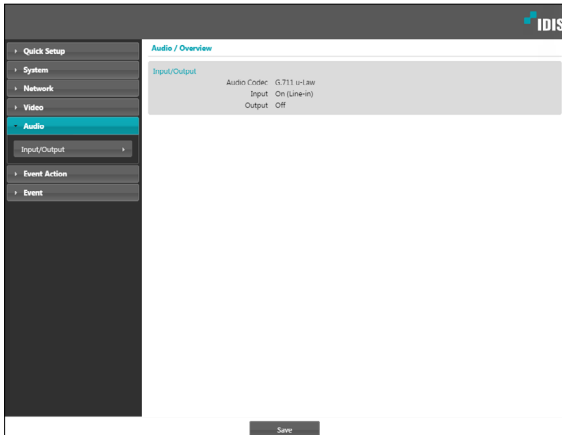 IDIS
Quick Setup
System
Network
Video
Audio
Input/Output
Event Action
Event
Audio / Overview
Input/Output
Audio Codec G.711 u-Law
Input On (Line-in)
Output Off
Save